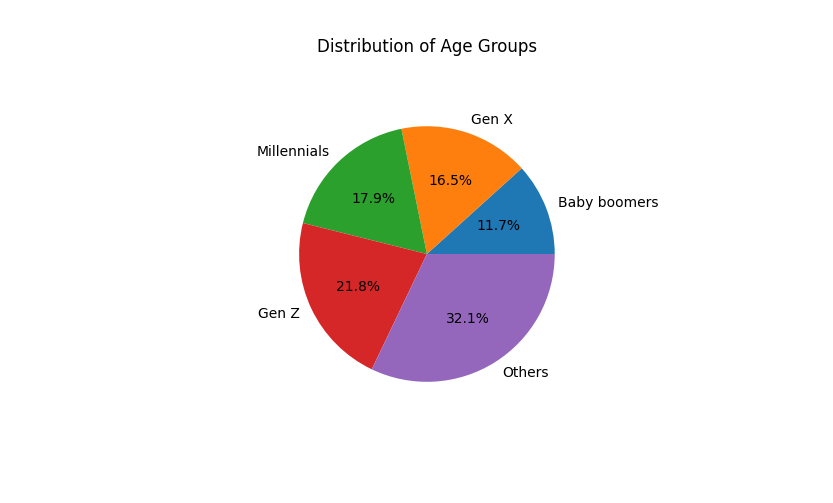 Distribution of Age Groups
Gen X
Millennials
16.5%
17.9%
Baby boomers
11.7%
21.8%
Gen Z
32.1%
Others